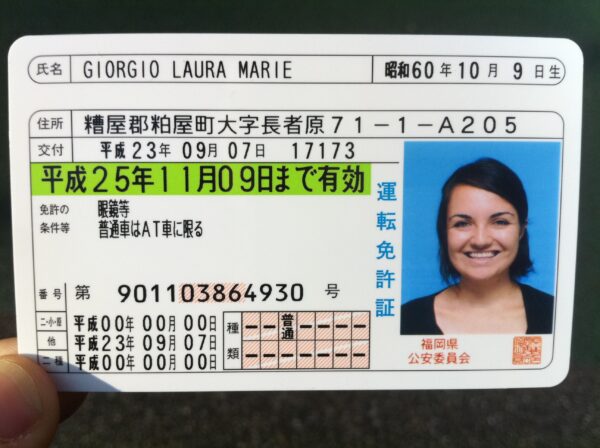 氏名 GIORGIO LAURA MARIE 昭和60年10月 9日生
住所 糟屋郡粕屋町大字長者原71-1-A205
交付 平成23年09月07日 17173
平成25年11月09日まで有効
免許の 眼鏡等
条件等 普通車はAT車に限る
運転免許証
番号 第 901103864930 号
二・小・原 平成00年00月00日
他 平成23年09月07日
二種 平成00年00月00日
種類 普通
福岡県
公安委員会